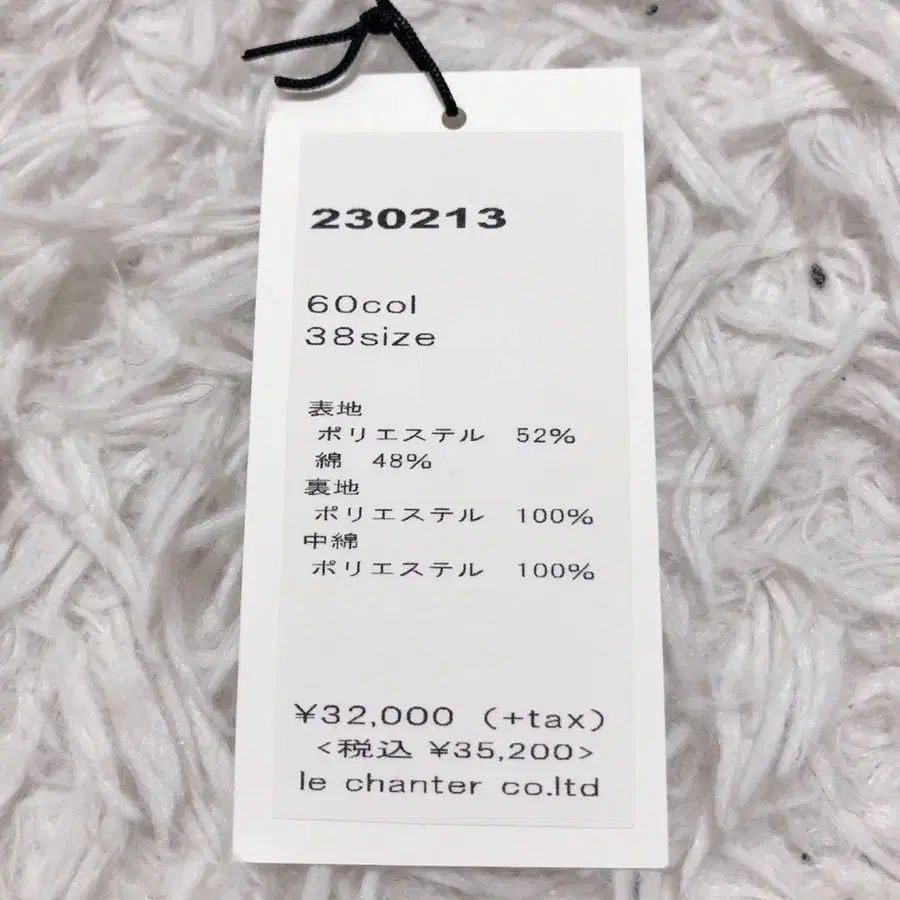 230213
60col
38size
表地
ポリエステル 52%
綿 48%
裏地
ポリエステル 100%
中綿
ポリエステル 100%
¥32,000 (+tax)
<税込 ¥35,200>
le chanter co.ltd